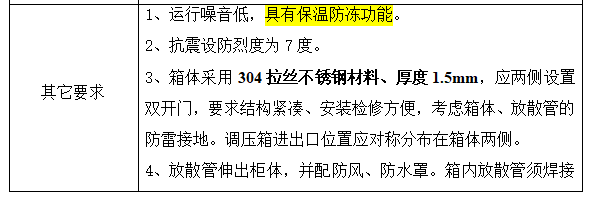 1、运行噪音低，具有保温防冻功能。
2、抗震设防烈度为7度。
其它要求
3、箱体采用304拉丝不锈钢材料、厚度1.5mm，应两侧设置
双开门，要求结构紧凑、安装检修方便，考虑箱体、放散管的
防雷接地。调压箱进出口位置应对称分布在箱体两侧。
4、放散管伸出柜体，并配防风、防水罩。箱内放散管须焊接